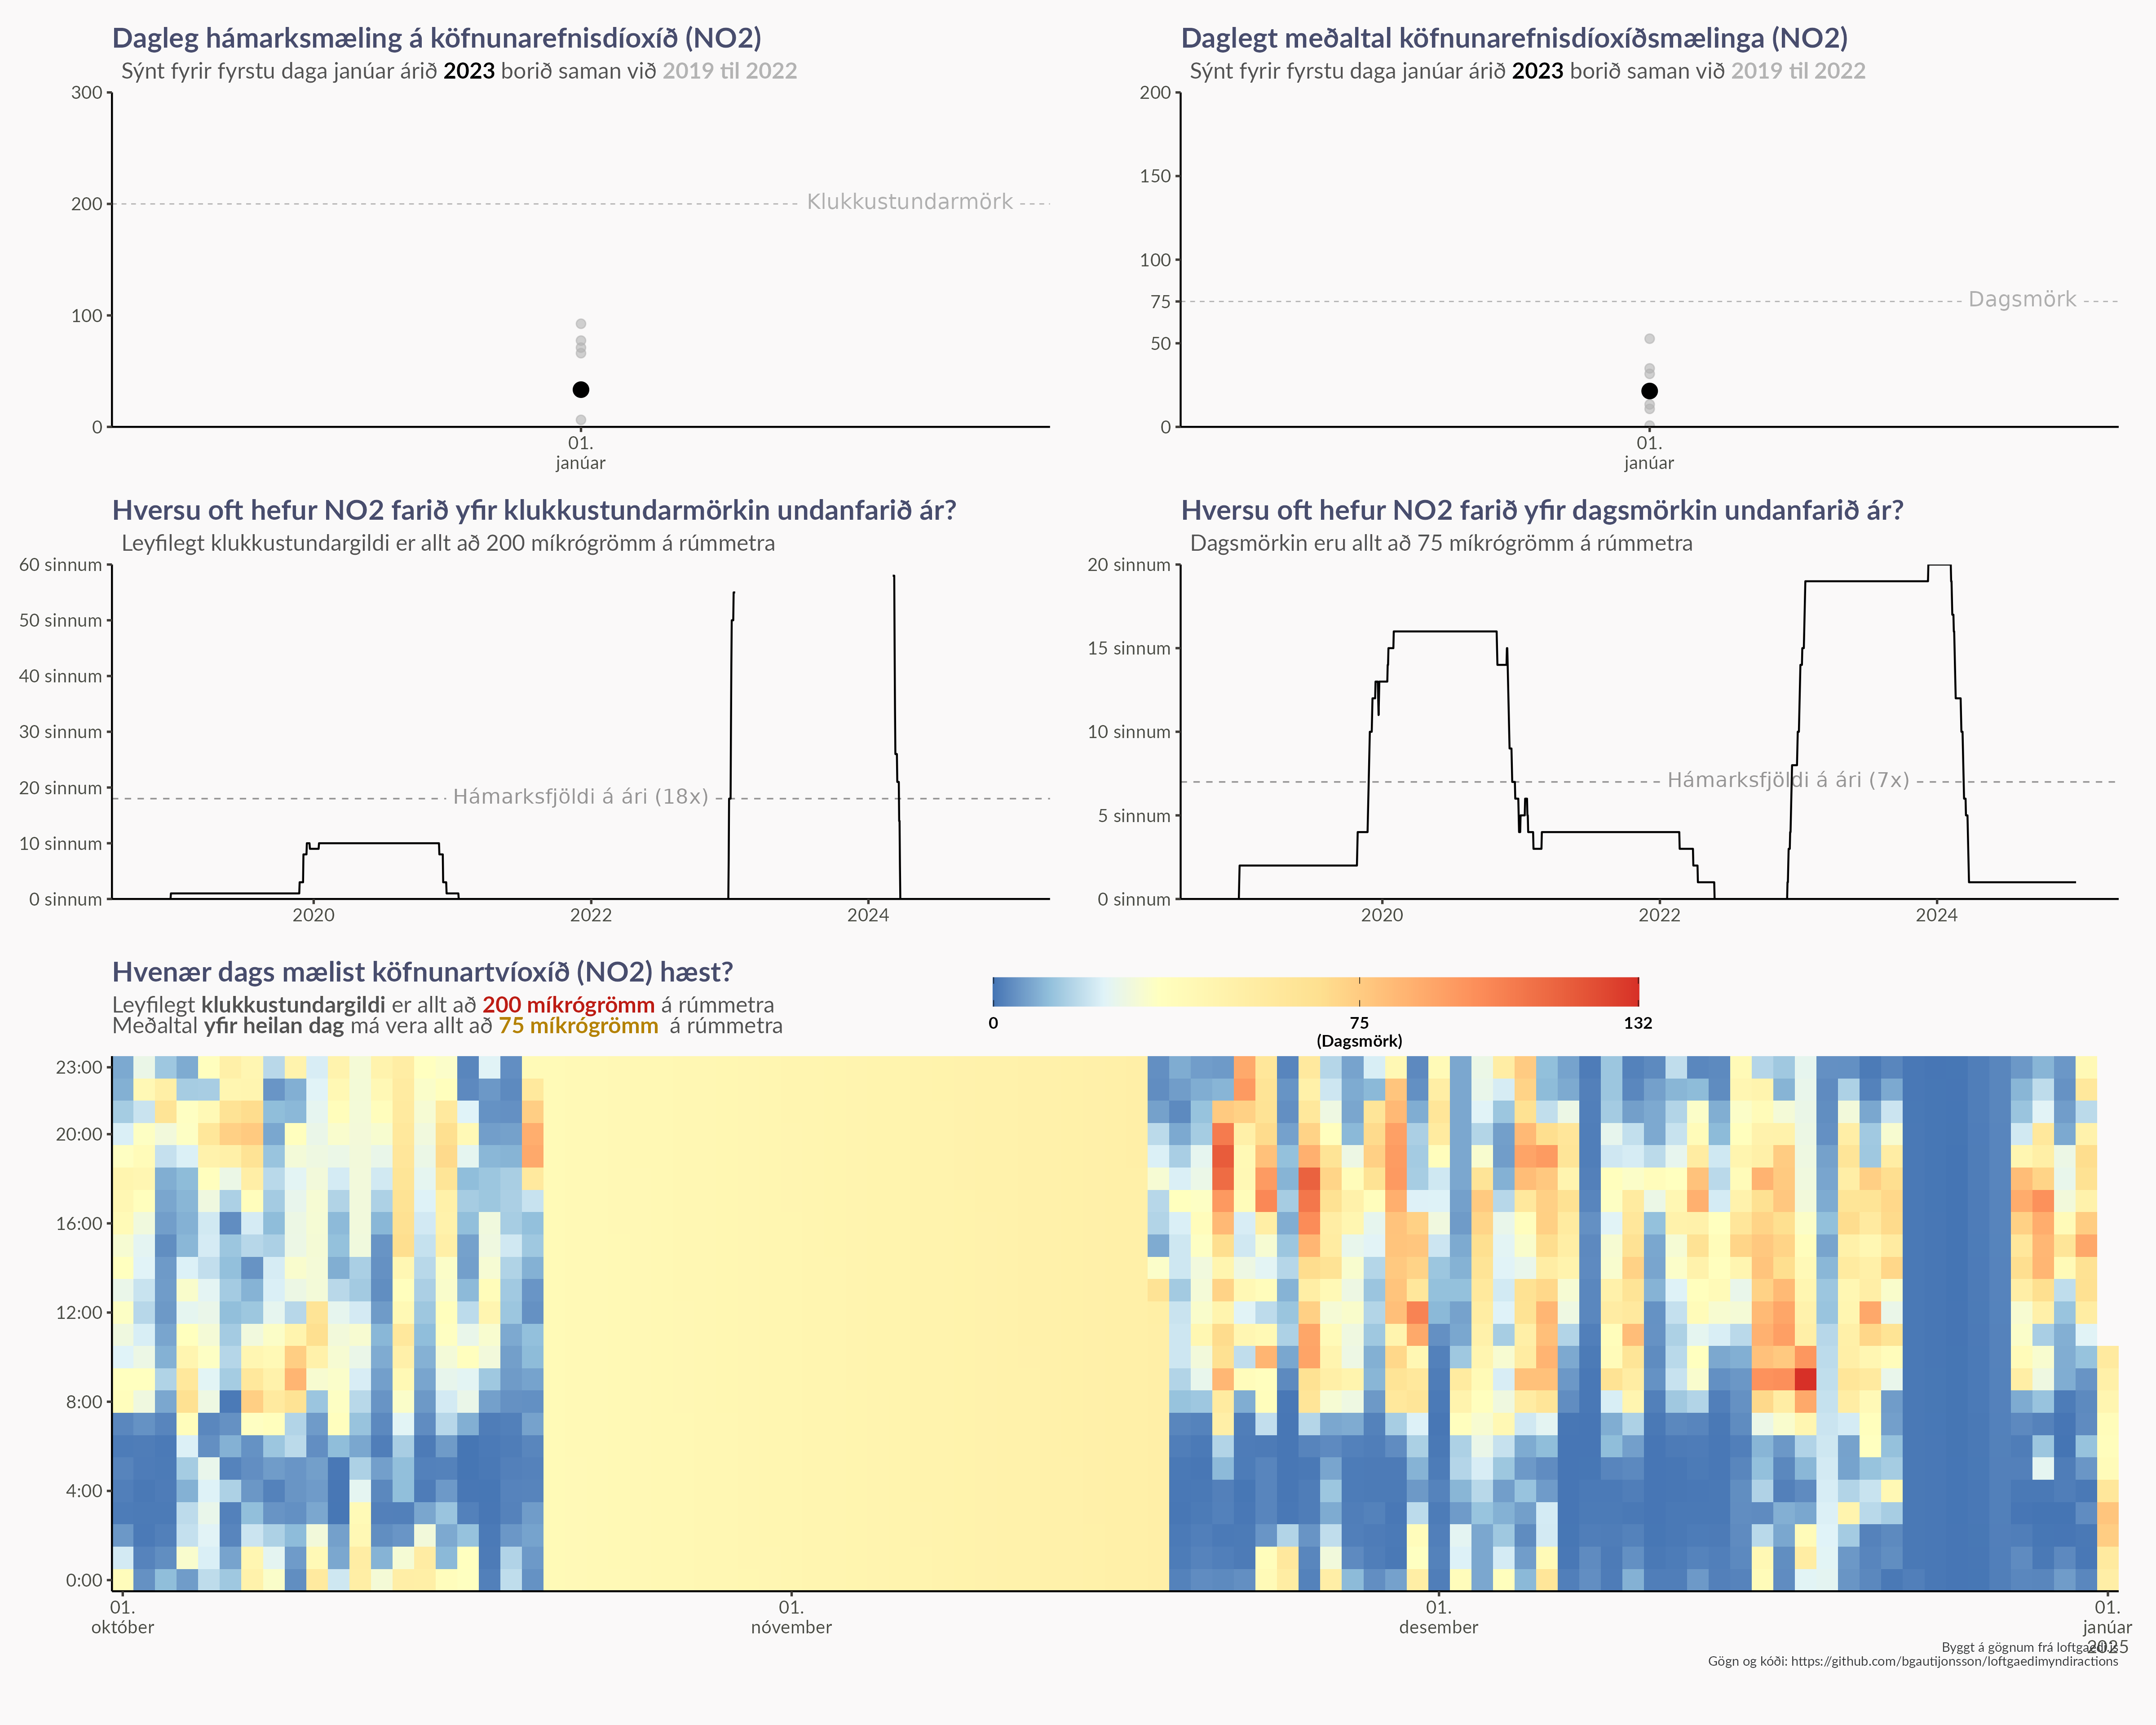 Dagleg hámarksmæling á köfnunarefnisdíoxíð (NO2)
Sýnt fyrir fyrstu daga janúar árið 2023 borið saman við 2019 til 2022
300
200
100
0
Klukkustundarmörk
01.
janúar
Daglegt meðaltal köfnunarefnisdíoxíðsmælinga (NO2)
Sýnt fyrir fyrstu daga janúar árið 2023 borið saman við 2019 til 2022
200
150
100
75
50
0
Dagsmörk
01.
janúar
Hversu oft hefur NO2 farið yfir klukkustundarmörkin undanfarið ár?
Leyfilegt klukkustundargildi er allt að 200 míkrógrömm á rúmmetra
60 sinnum
50 sinnum
40 sinnum
30 sinnum
20 sinnum
10 sinnum
0 sinnum
Hámarksfjöldi á ári (18x)
2020 2022 2024
Hversu oft hefur NO2 farið yfir dagsmörkin undanfarið ár?
Dagsmörkin eru allt að 75 míkrógrömm á rúmmetra
20 sinnum
15 sinnum
10 sinnum
5 sinnum
0 sinnum
Hámarksfjöldi á ári (7x)
2020 2022 2024
Hvenær dags mælist köfnunartvíoxíð (NO2) hæst?
Leyfilegt klukkustundargildi er allt að 200 míkrógrömm á rúmmetra
Meðaltal yfir heilan dag má vera allt að 75 míkrógrömm á rúmmetra
0 75 132
(Dagsmörk)
23:00
20:00
16:00
12:00
8:00
4:00
0:00
01. 01. 01. 01.
október nóvember desember janúar
2025
Byggt á gögnum frá loftgaedi.is
Gögn og kóði: https://github.com/bgautijonsson/loftgaedimyndiractions